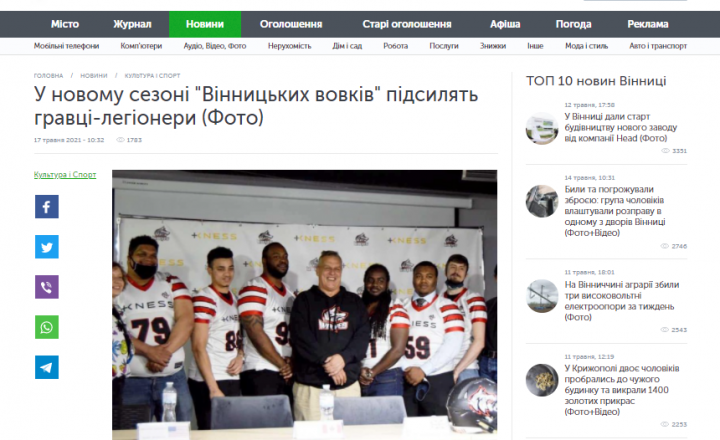 Місто Журнал Новини Оголошення Старі оголошення Афіша Погода Реклама
Мобільні телефони Комп'ютери Аудіо, Відео, Фото Нерухомість Дім і сад Робота Послуги Знижки Інше Мода і стиль Авто і транспорт
ГОЛОВНА / НОВИНИ / КУЛЬТУРА І СПОРТ
У новому сезоні "Вінницьких вовків" підсилять
гравці-легіонери (Фото)
17 травня 2021 - 10:32 1783
Культура і Спорт
KNESS
KNESS
KNESS
KNESS
79
KNESS
59
ТОП 10 новин Вінниці
12 травня, 17:58
У Вінниці дали старт
будівництву нового заводу
від компанії Head (Фото)
3351
14 травня, 10:31
Били та погрожували
зброєю: група чоловіків
влаштували розправу в
одному з дворів Вінниці
(Фото+Відео)
2746
11 травня, 18:01
На Вінниччині аграрії збили
три високовольтні
електроопори за тиждень
(Фото)
2543
11 травня, 12:19
У Крижополі двоє чоловіків
пробрались до чужого
будинку та викрали 1400
золотих прикрас
(Фото+Відео)
2253